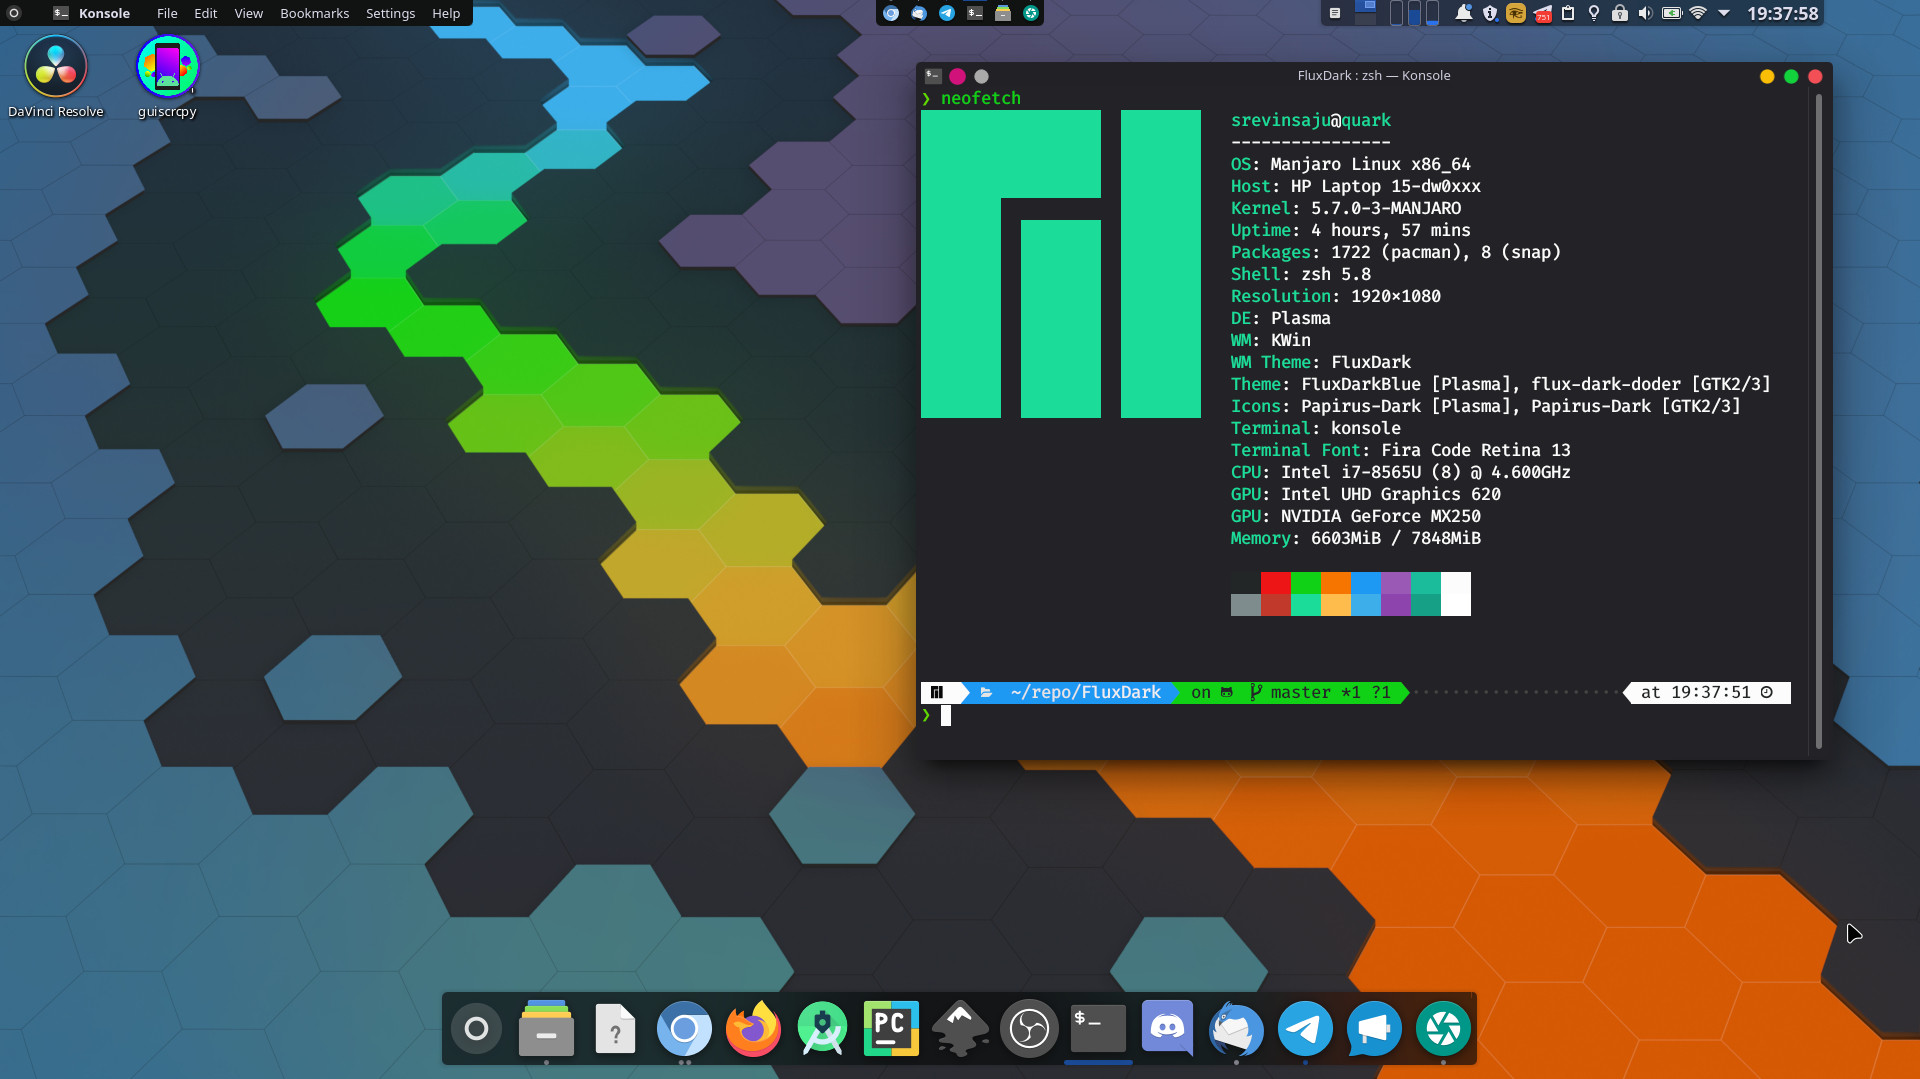 Konsole File Edit View Bookmarks Settings Help
751
19:37:58
DaVinci Resolve
guiscrcpy
FluxDark : zsh — Konsole
❯ neofetch
srevinsaju@quark
----------------
OS: Manjaro Linux x86_64
Host: HP Laptop 15-dw0xxx
Kernel: 5.7.0-3-MANJARO
Uptime: 4 hours, 57 mins
Packages: 1722 (pacman), 8 (snap)
Shell: zsh 5.8
Resolution: 1920×1080
DE: Plasma
WM: KWin
WM Theme: FluxDark
Theme: FluxDarkBlue [Plasma], flux-dark-doder [GTK2/3]
Icons: Papirus-Dark [Plasma], Papirus-Dark [GTK2/3]
Terminal: konsole
Terminal Font: Fira Code Retina 13
CPU: Intel i7-8565U (8) @ 4.600GHz
GPU: Intel UHD Graphics 620
GPU: NVIDIA GeForce MX250
Memory: 6603MiB / 7848MiB
~/repo/FluxDark on master *1 ?1 at 19:37:51
❯
?
PC
$-